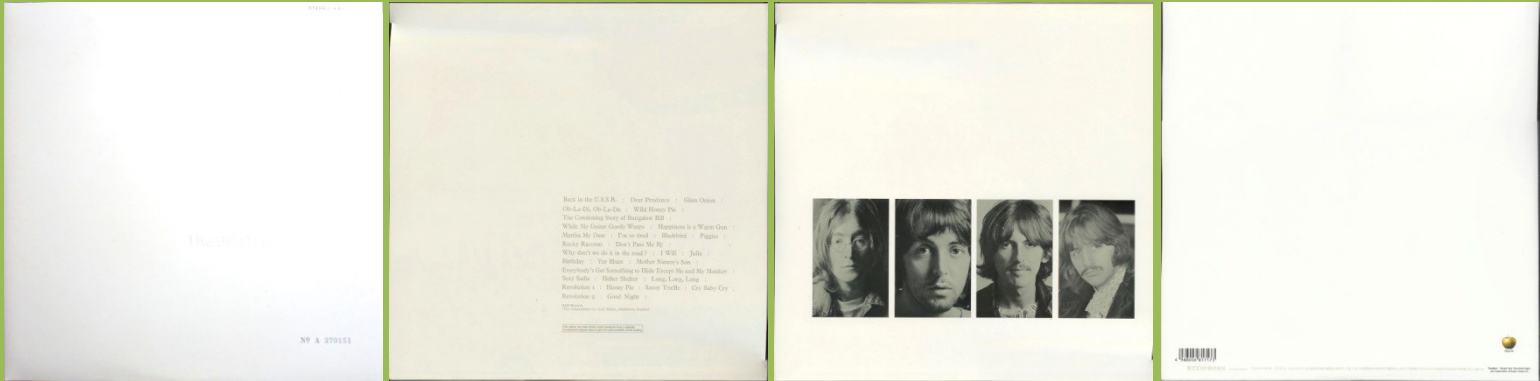 The BEATLES
Nº A 370151
Back in the U.S.S.R. : Dear Prudence : Glass Onion :
Ob-La-Di, Ob-La-Da : Wild Honey Pie :
The Continuing Story of Bungalow Bill :
While My Guitar Gently Weeps : Happiness is a Warm Gun :
Martha My Dear : I'm so tired : Blackbird : Piggies :
Rocky Raccoon : Don't Pass Me By :
Why don't we do it in the road? : I Will : Julia :
Birthday : Yer Blues : Mother Nature's Son :
Everybody's Got Something to Hide Except Me and My Monkey :
Sexy Sadie : Helter Skelter : Long, Long, Long :
Revolution 1 : Honey Pie : Savoy Truffle : Cry Baby Cry :
Revolution 9 : Good Night :